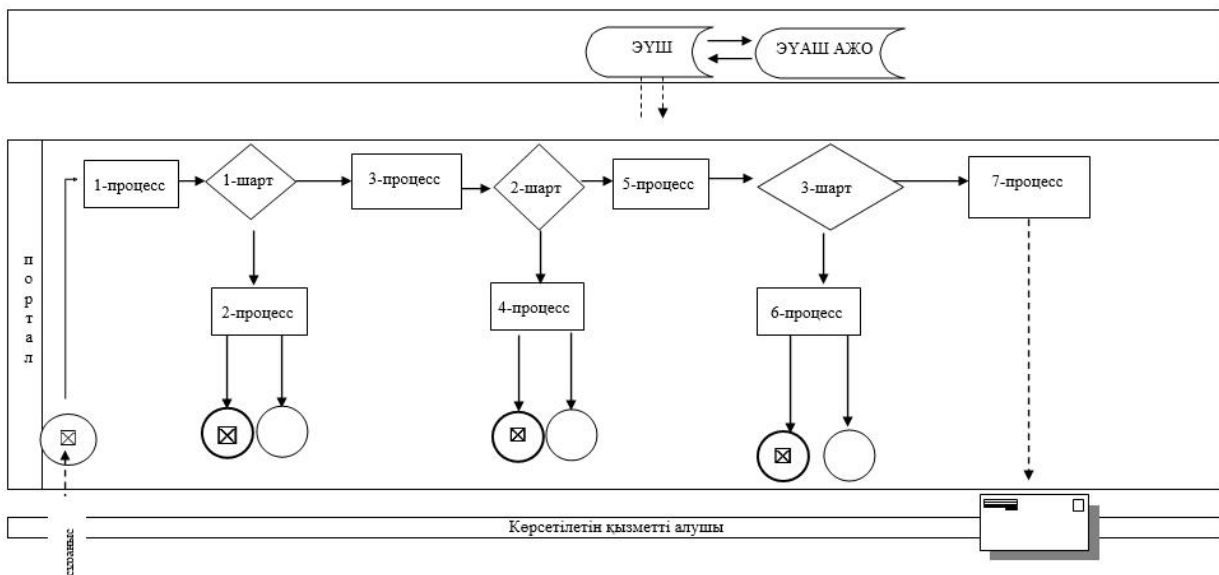 ЭҮШ
ЭҮАШ АЖО
портал
1-процесс
1-шарт
3-процесс
2-шарт
5-процесс
3-шарт
7-процесс
2-процесс
4-процесс
6-процесс
Көрсетілетін қызметті алушы